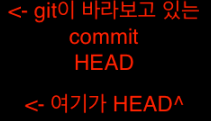 <- git이 바라보고 있는
commit
HEAD
<- 여기가 HEAD^